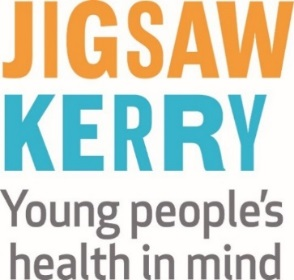 JIGSAW
KERRY
Young people's
health in mind